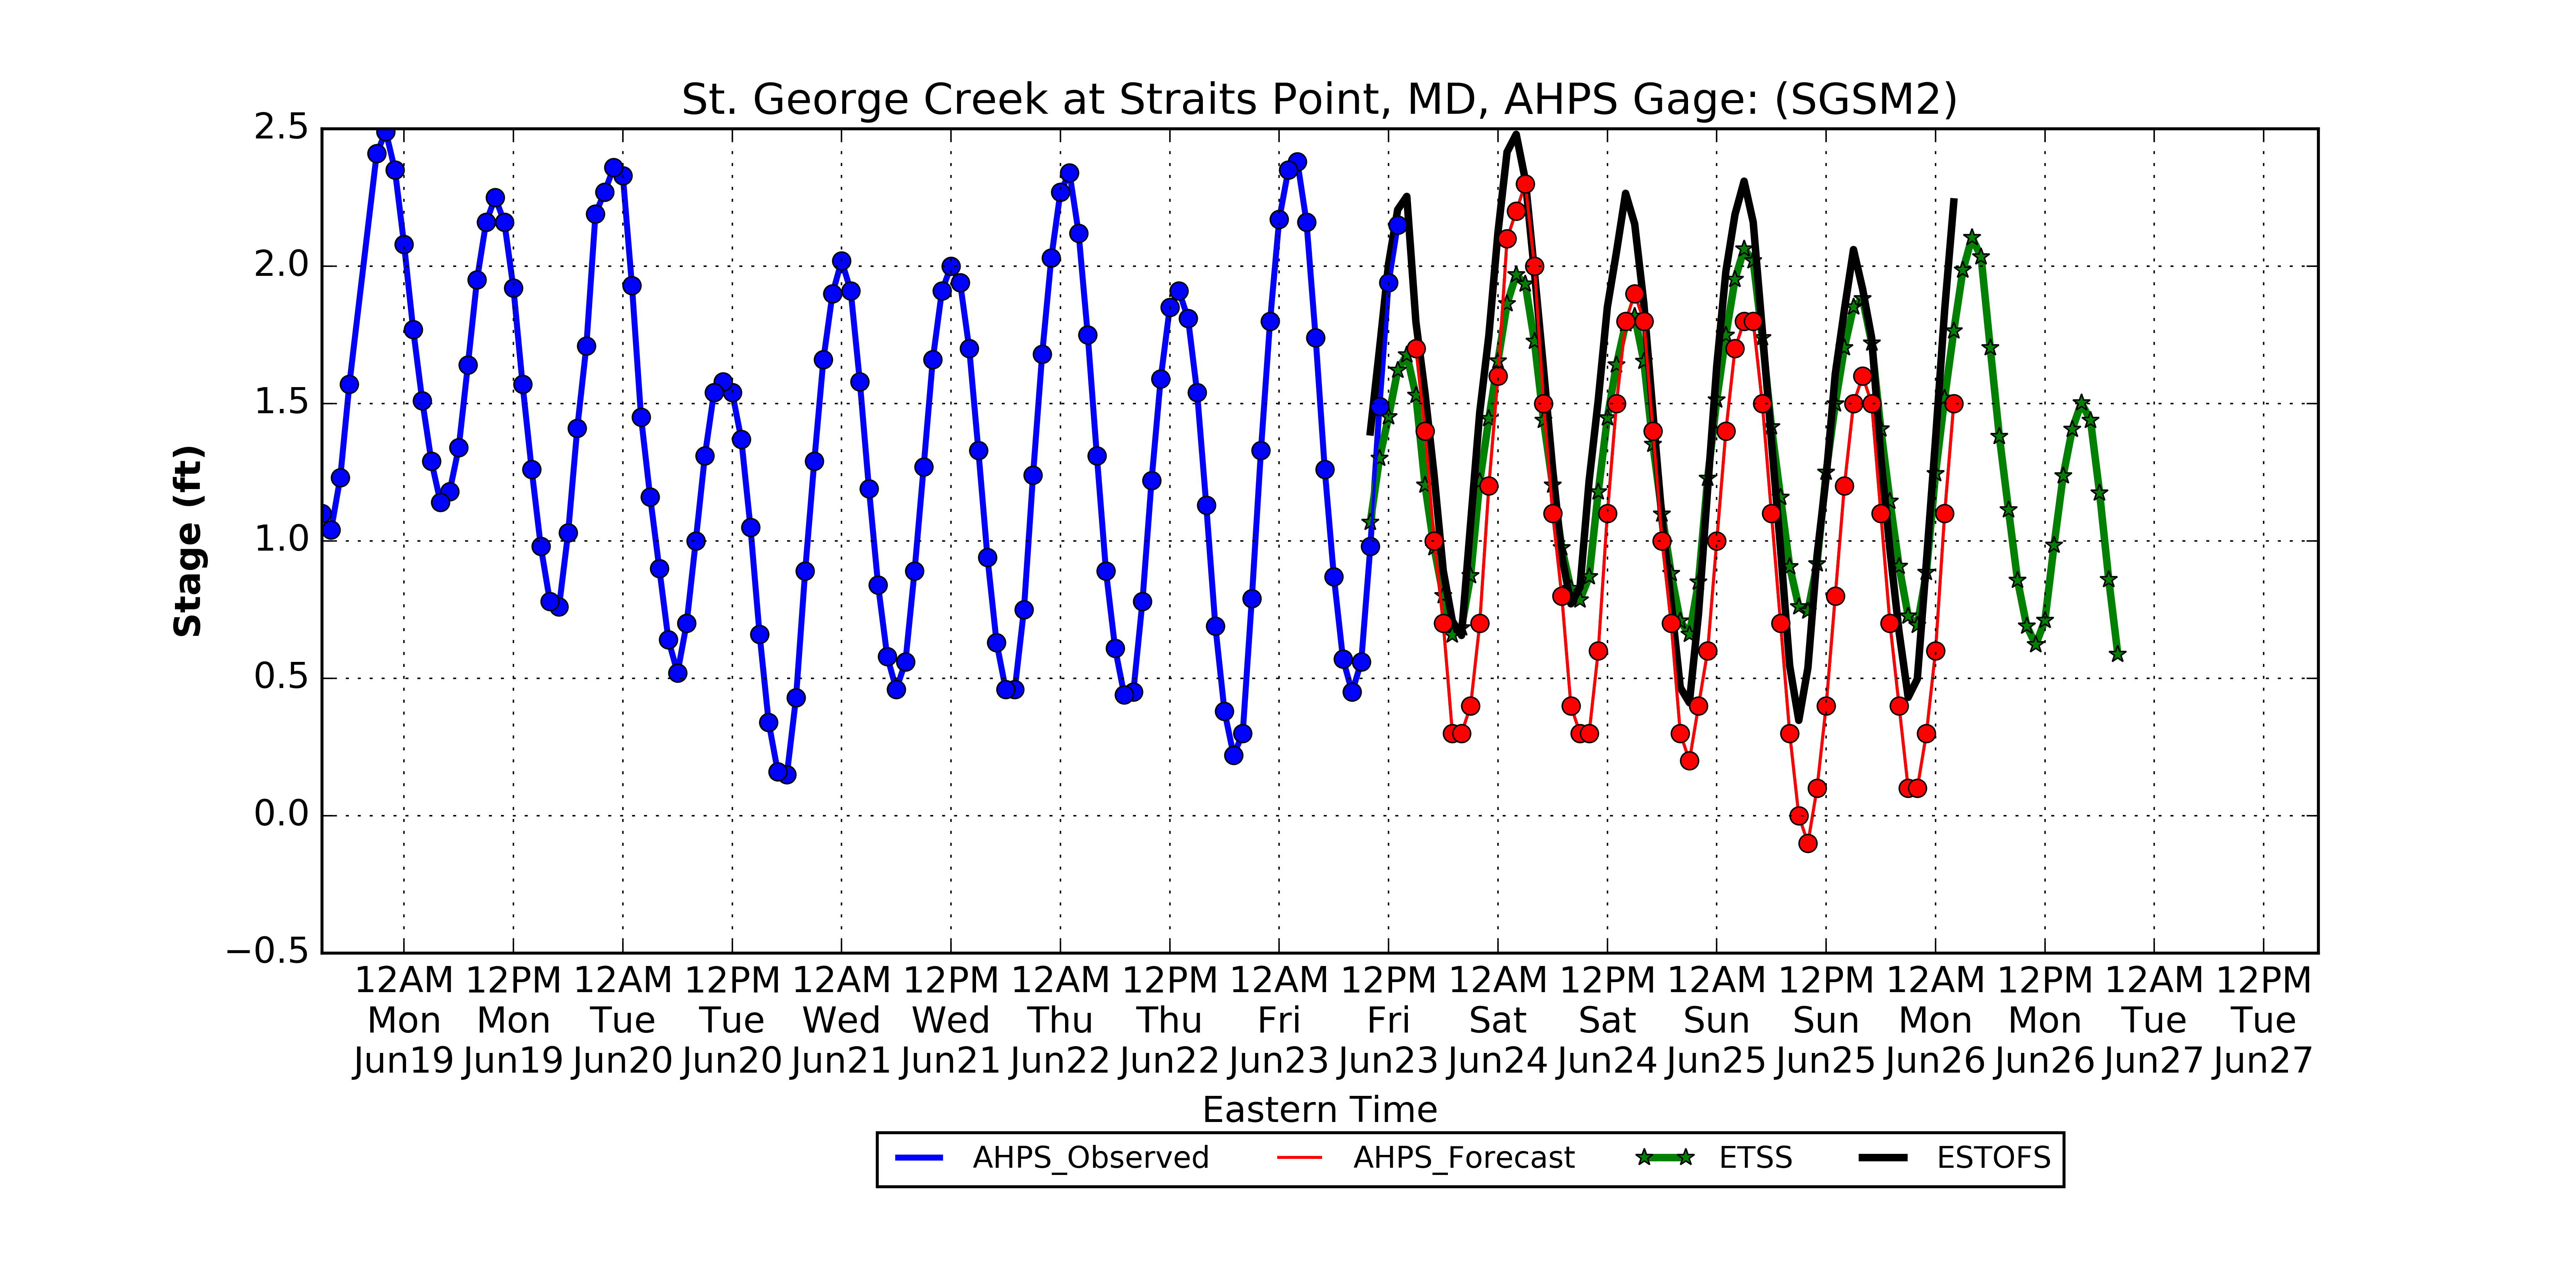 St. George Creek at Straits Point, MD, AHPS Gage: (SGSM2)
2.5
2.0
1.5
1.0
0.5
0.0
−0.5
Stage (ft)
12AM 12PM 12AM 12PM 12AM 12PM 12AM 12PM 12AM 12PM 12AM 12PM 12AM 12PM 12AM 12PM 12AM 12PM
Mon Mon Tue Tue Wed Wed Thu Thu Fri Fri Sat Sat Sun Sun Mon Mon Tue Tue
Jun19 Jun19 Jun20 Jun20 Jun21 Jun21 Jun22 Jun22 Jun23 Jun23 Jun24 Jun24 Jun25 Jun25 Jun26 Jun26 Jun27 Jun27
Eastern Time
AHPS_Observed AHPS_Forecast ETSS ESTOFS